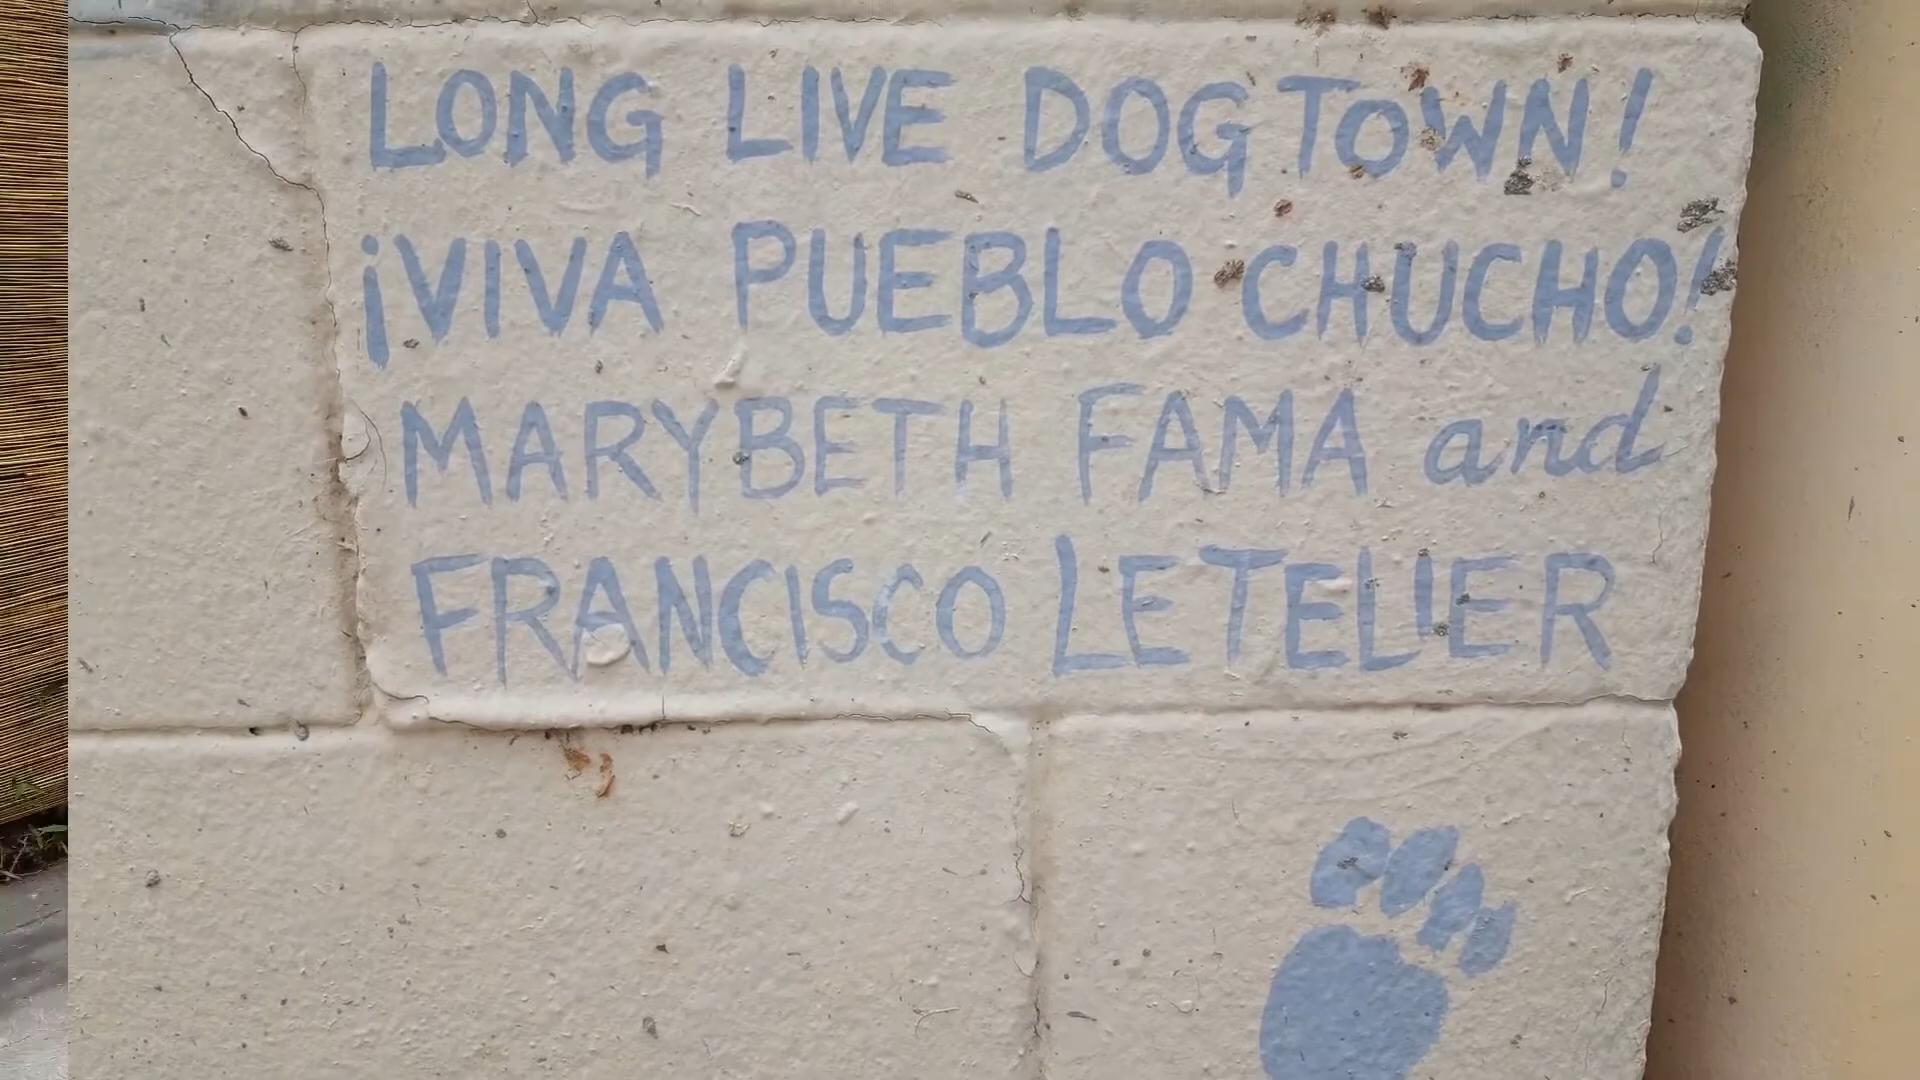 LONG LIVE DOGTOWN!
¡VIVA PUEBLO CHUCHO!
MARYBETH FAMA and
FRANCISCO LETELIER